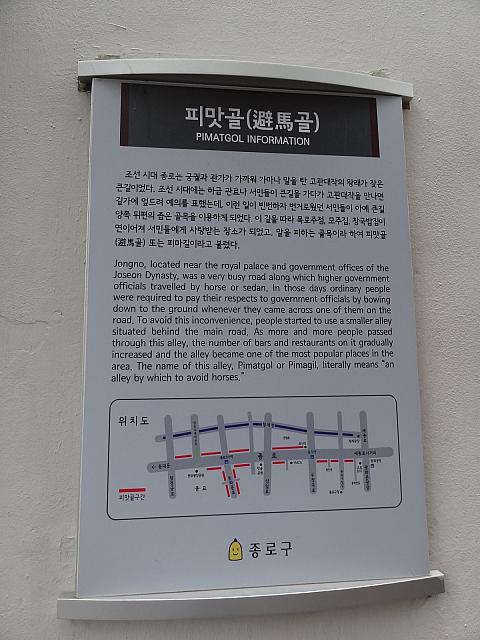 피맛골(避馬골)
PIMATGOL INFORMATION
조선 시대 종로는 궁궐과 관가가 가까워 가마나 말을 탄 고관대작의 왕래가 잦은
큰길이었다. 조선 시대에는 하급 관료나 서민들이 큰길을 가다가 고관대작을 만나면
길가에 엎드려 예의를 표했는데, 이런 일이 빈번하자 번거로웠던 서민들이 아예 큰길
양쪽 뒤편의 좁은 골목을 이용하게 되었다. 이 길을 따라 목로주점, 모주집, 장국밥집이
연이어져 서민들에게 사랑받는 장소가 되었고, 말을 피하는 골목이라 하여 피맛골
(避馬골) 또는 피마길이라고 불렸다.
Jongno, located near the royal palace and government offices of the
Joseon Dynasty, was a very busy road along which higher government
officials travelled by horse or sedan. In those days ordinary people
were required to pay their respects to government officials by bowing
down to the ground whenever they came across one of them on the
road. To avoid this inconvenience, people started to use a smaller alley
situated behind the main road. As more and more people passed
through this alley, the number of bars and restaurants on it gradually
increased and the alley became one of the most popular places in the
area. The name of this alley, Pimatgol or Pimagil, literally means "an
alley by which to avoid horses."
위치도
종로
피맛골구간
종로구